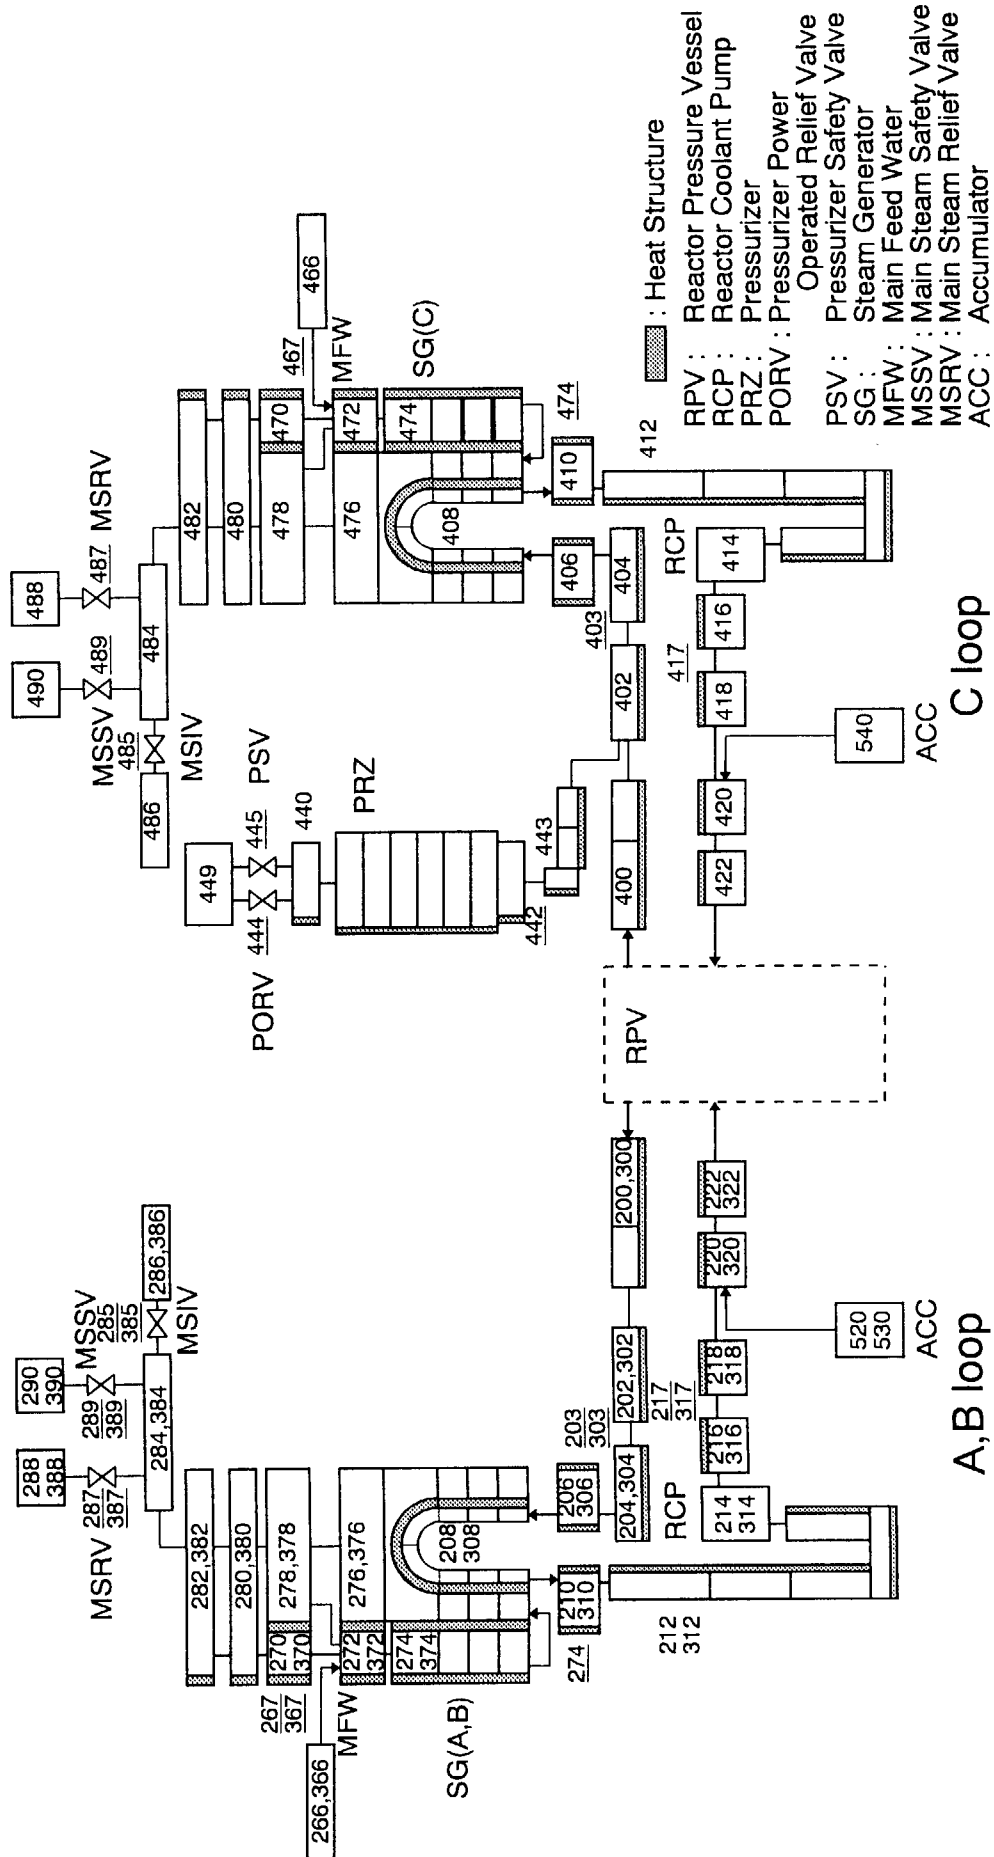 288
388
290
390
MSRV
287
387
289
389
MSSV
285
385
284,384
286,386
MSIV
282,382
280,380
267
367
270
370
278,378
266,366
MFW
272
372
276,376
274
374
SG(A,B)
208
308
274
210
310
206
306
203
303
212
312
204,304
202,302
200,300
RCP
217
317
214
314
216
316
218
318
220
320
222
322
520
530
ACC
A,B loop
RPV
490
488
MSSV
489
487
MSRV
485
486
MSIV
484
482
480
478
470
467
466
MFW
476
472
474
SG(C)
408
449
PORV
444
445
PSV
440
PRZ
442
443
406
410
474
412
400
402
403
404
RCP
422
420
418
417
416
414
540
ACC
C loop
: Heat Structure
RPV : Reactor Pressure Vessel
RCP : Reactor Coolant Pump
PRZ : Pressurizer
PORV : Pressurizer Power
Operated Relief Valve
PSV : Pressurizer Safety Valve
SG : Steam Generator
MFW : Main Feed Water
MSSV : Main Steam Safety Valve
MSRV : Main Steam Relief Valve
ACC : Accumulator